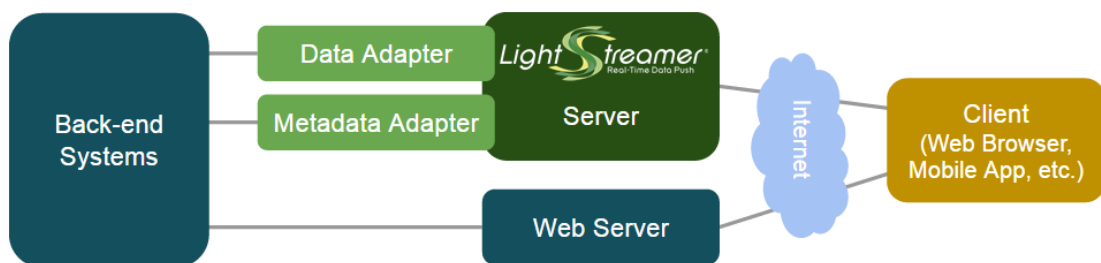 Back-end
Systems
Data Adapter
Metadata Adapter
LightStreamer®
Real-Time Data Push
Server
Web Server
Internet
Client
(Web Browser,
Mobile App, etc.)